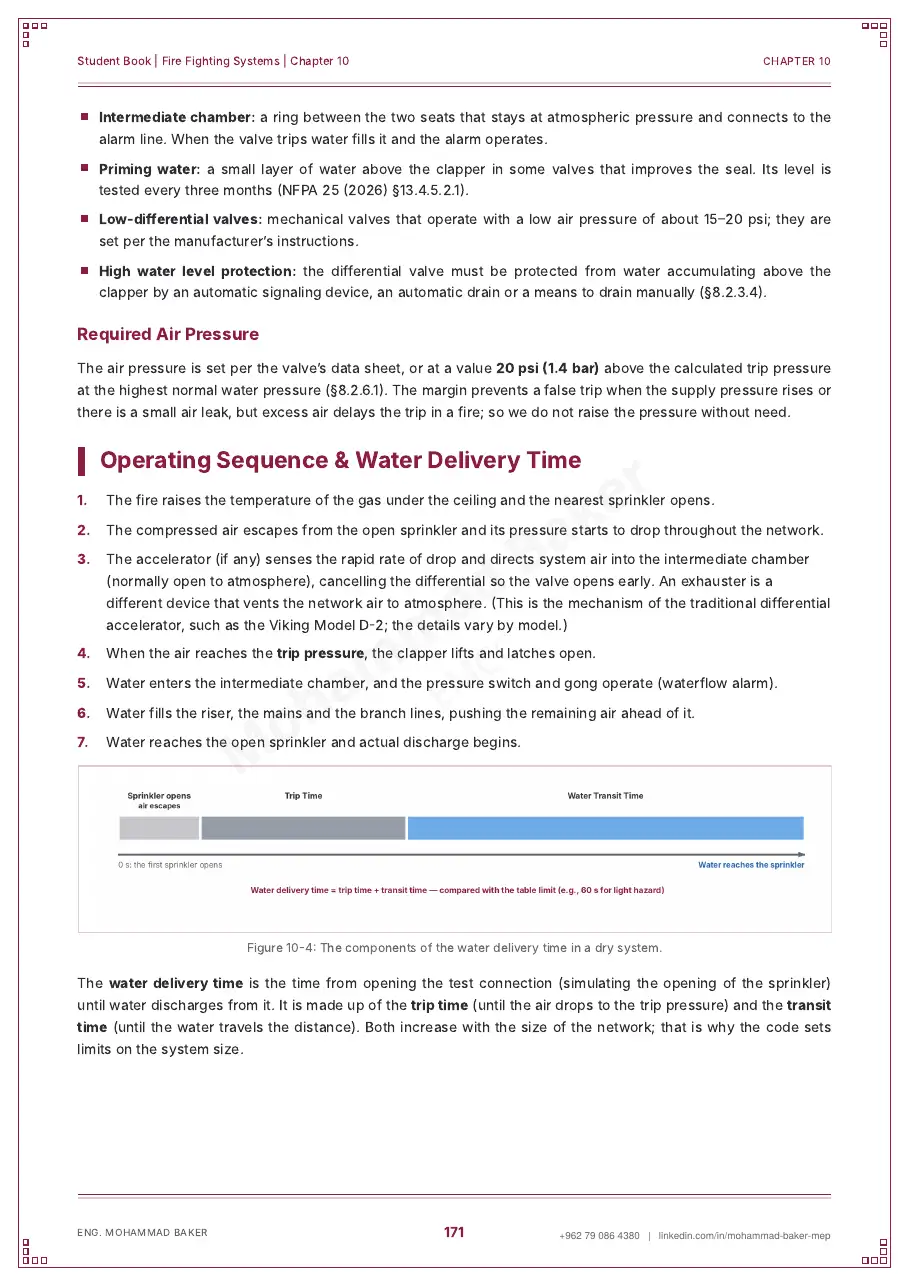 Student Book | Fire Fighting Systems | Chapter 10
CHAPTER 10
Intermediate chamber: a ring between the two seats that stays at atmospheric pressure and connects to the
alarm line. When the valve trips water fills it and the alarm operates.
Priming water: a small layer of water above the clapper in some valves that improves the seal. Its level is
tested every three months (NFPA 25 (2026) §13.4.5.2.1).
Low-differential valves: mechanical valves that operate with a low air pressure of about 15–20 psi; they are
set per the manufacturer's instructions.
High water level protection: the differential valve must be protected from water accumulating above the
clapper by an automatic signaling device, an automatic drain or a means to drain manually (§8.2.3.4).
Required Air Pressure
The air pressure is set per the valve's data sheet, or at a value 20 psi (1.4 bar) above the calculated trip pressure
at the highest normal water pressure (§8.2.6.1). The margin prevents a false trip when the supply pressure rises or
there is a small air leak, but excess air delays the trip in a fire; so we do not raise the pressure without need.
Operating Sequence & Water Delivery Time
1. The fire raises the temperature of the gas under the ceiling and the nearest sprinkler opens.
2. The compressed air escapes from the open sprinkler and its pressure starts to drop throughout the network.
3. The accelerator (if any) senses the rapid rate of drop and directs system air into the intermediate chamber
(normally open to atmosphere), cancelling the differential so the valve opens early. An exhauster is a
different device that vents the network air to atmosphere. (This is the mechanism of the traditional differential
accelerator, such as the Viking Model D-2; the details vary by model.)
4. When the air reaches the trip pressure, the clapper lifts and latches open.
5. Water enters the intermediate chamber, and the pressure switch and gong operate (waterflow alarm).
6. Water fills the riser, the mains and the branch lines, pushing the remaining air ahead of it.
7. Water reaches the open sprinkler and actual discharge begins.
Sprinkler opens
air escapes
Trip Time
Water Transit Time
0 s: the first sprinkler opens
Water reaches the sprinkler
Water delivery time = trip time + transit time — compared with the table limit (e.g., 60 s for light hazard)
Figure 10-4: The components of the water delivery time in a dry system.
The water delivery time is the time from opening the test connection (simulating the opening of the sprinkler)
until water discharges from it. It is made up of the trip time (until the air drops to the trip pressure) and the transit
time (until the water travels the distance). Both increase with the size of the network; that is why the code sets
limits on the system size.
ENG. MOHAMMAD BAKER
171
+962 79 086 4380 | linkedin.com/in/mohammad-baker-mep